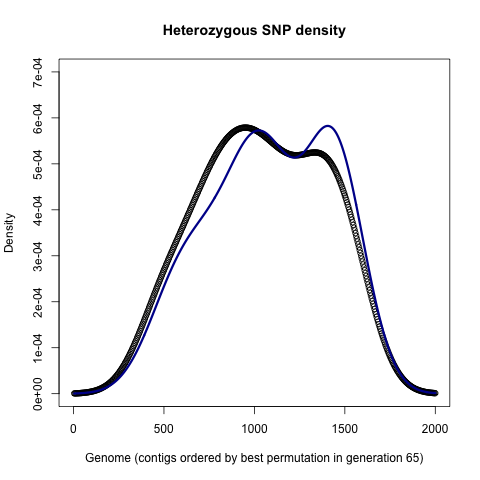 Heterozygous SNP density
7e-04
6e-04
5e-04
4e-04
3e-04
2e-04
1e-04
0e+00
Density
0 500 1000 1500 2000
Genome (contigs ordered by best permutation in generation 65)